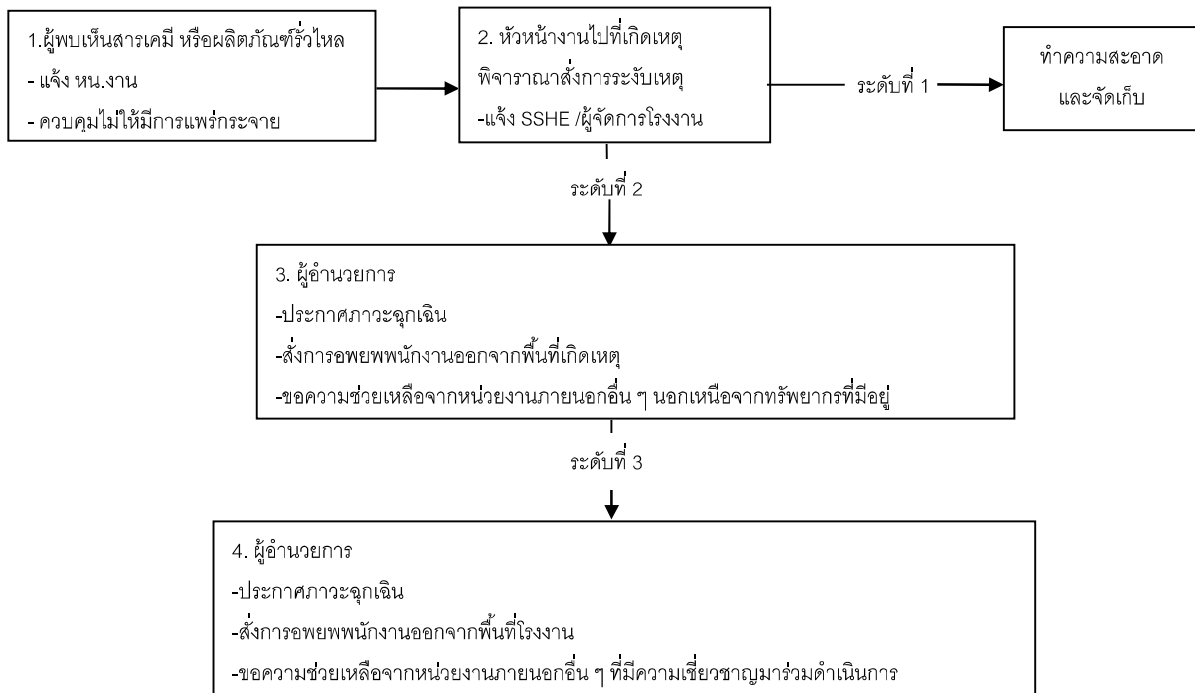 1.ผู้พบเห็นสารเคมี หรือผลิตภัณฑ์รั่วไหล
- แจ้ง หน.งาน
- ควบคุมไม่ให้มีการแพร่กระจาย
2. หัวหน้างานไปที่เกิดเหตุ
พิจาราณาสั่งการระงับเหตุ
-แจ้ง SSHE /ผู้จัดการโรงงาน
ระดับที่ 1
ทำความสะอาด
และจัดเก็บ
ระดับที่ 2
3. ผู้อำนวยการ
-ประกาศภาวะฉุกเฉิน
-สั่งการอพยพพนักงานออกจากพื้นที่เกิดเหตุ
-ขอความช่วยเหลือจากหน่วยงานภายนอกอื่น ๆ นอกเหนือจากทรัพยากรที่มีอยู่
ระดับที่ 3
4. ผู้อำนวยการ
-ประกาศภาวะฉุกเฉิน
-สั่งการอพยพพนักงานออกจากพื้นที่โรงงาน
-ขอความช่วยเหลือจากหน่วยงานภายนอกอื่น ๆ ที่มีความเชี่ยวชาญมาร่วมดำเนินการ